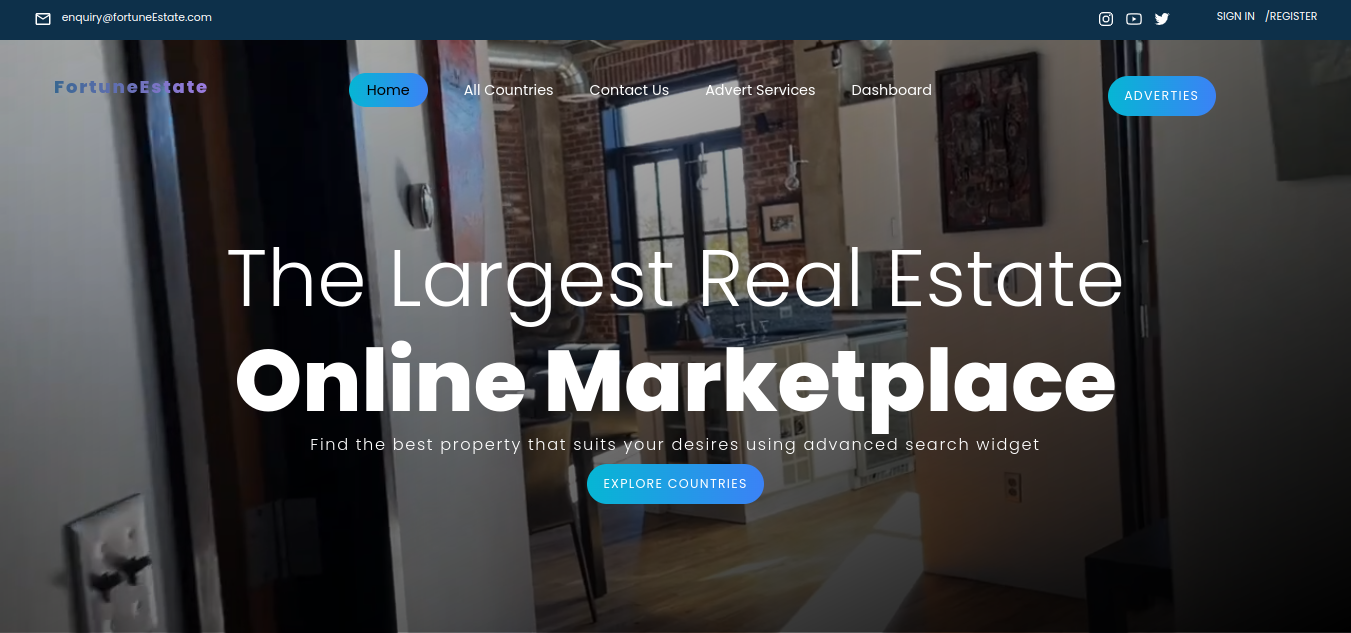 enquiry@fortuneEstate.com
SIGN IN /REGISTER
FortuneEstate
Home All Countries Contact Us Advert Services Dashboard
ADVERTIES
The Largest Real Estate
Online Marketplace
Find the best property that suits your desires using advanced search widget
EXPLORE COUNTRIES